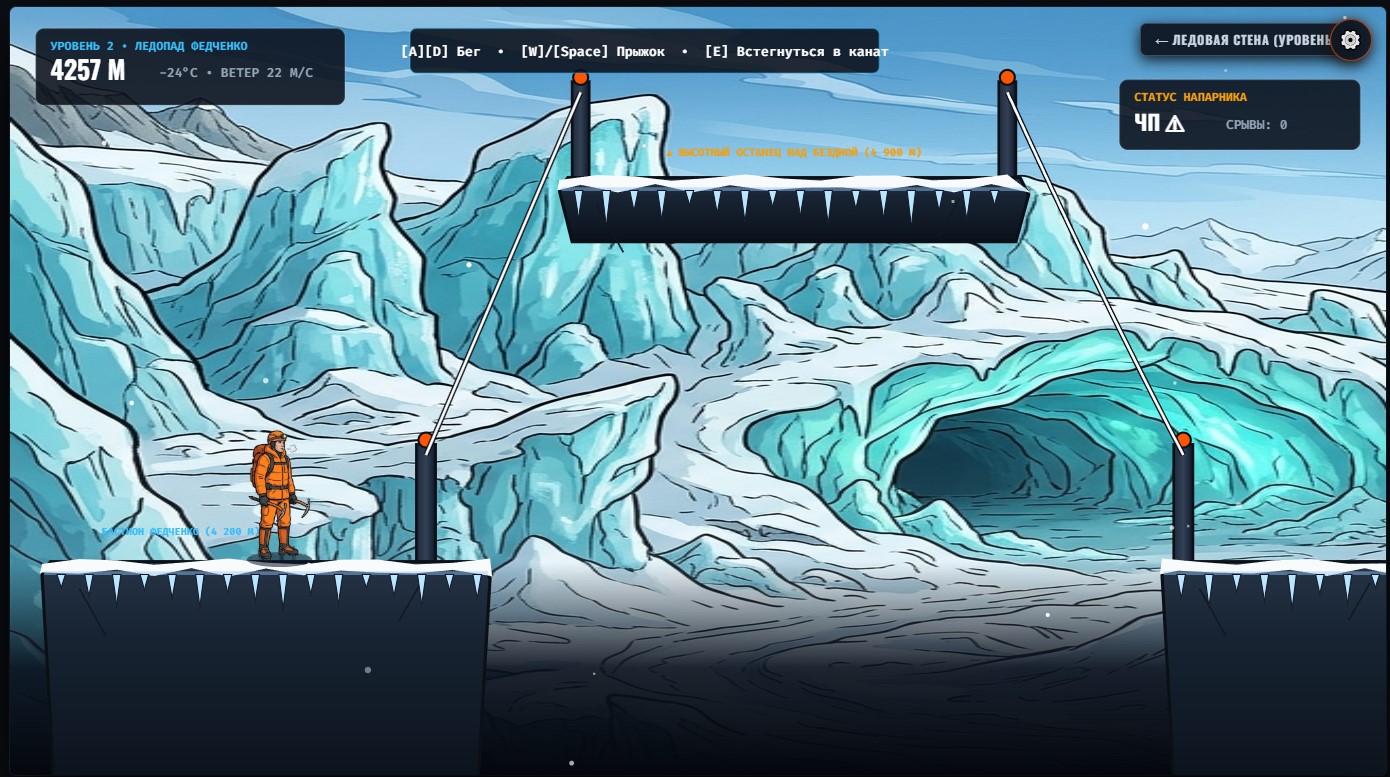 УРОВЕНЬ 2 • ЛЕДОПАД ФЕДЧЕНКО
4257 М −24°C • ВЕТЕР 22 М/С
[A][D] Бег • [W]/[Space] Прыжок • [E] Встегнуться в канат
← ЛЕДОВАЯ СТЕНА (УРОВЕНЬ
СТАТУС НАПАРНИКА
ЧП ⚠ СРЫВЫ: 0
ВЫСОТНЫЙ ОСТАНЕЦ НАД БЕЗДНОЙ (4 900 М)
ФЕДЧЕНКО (4 200 М)